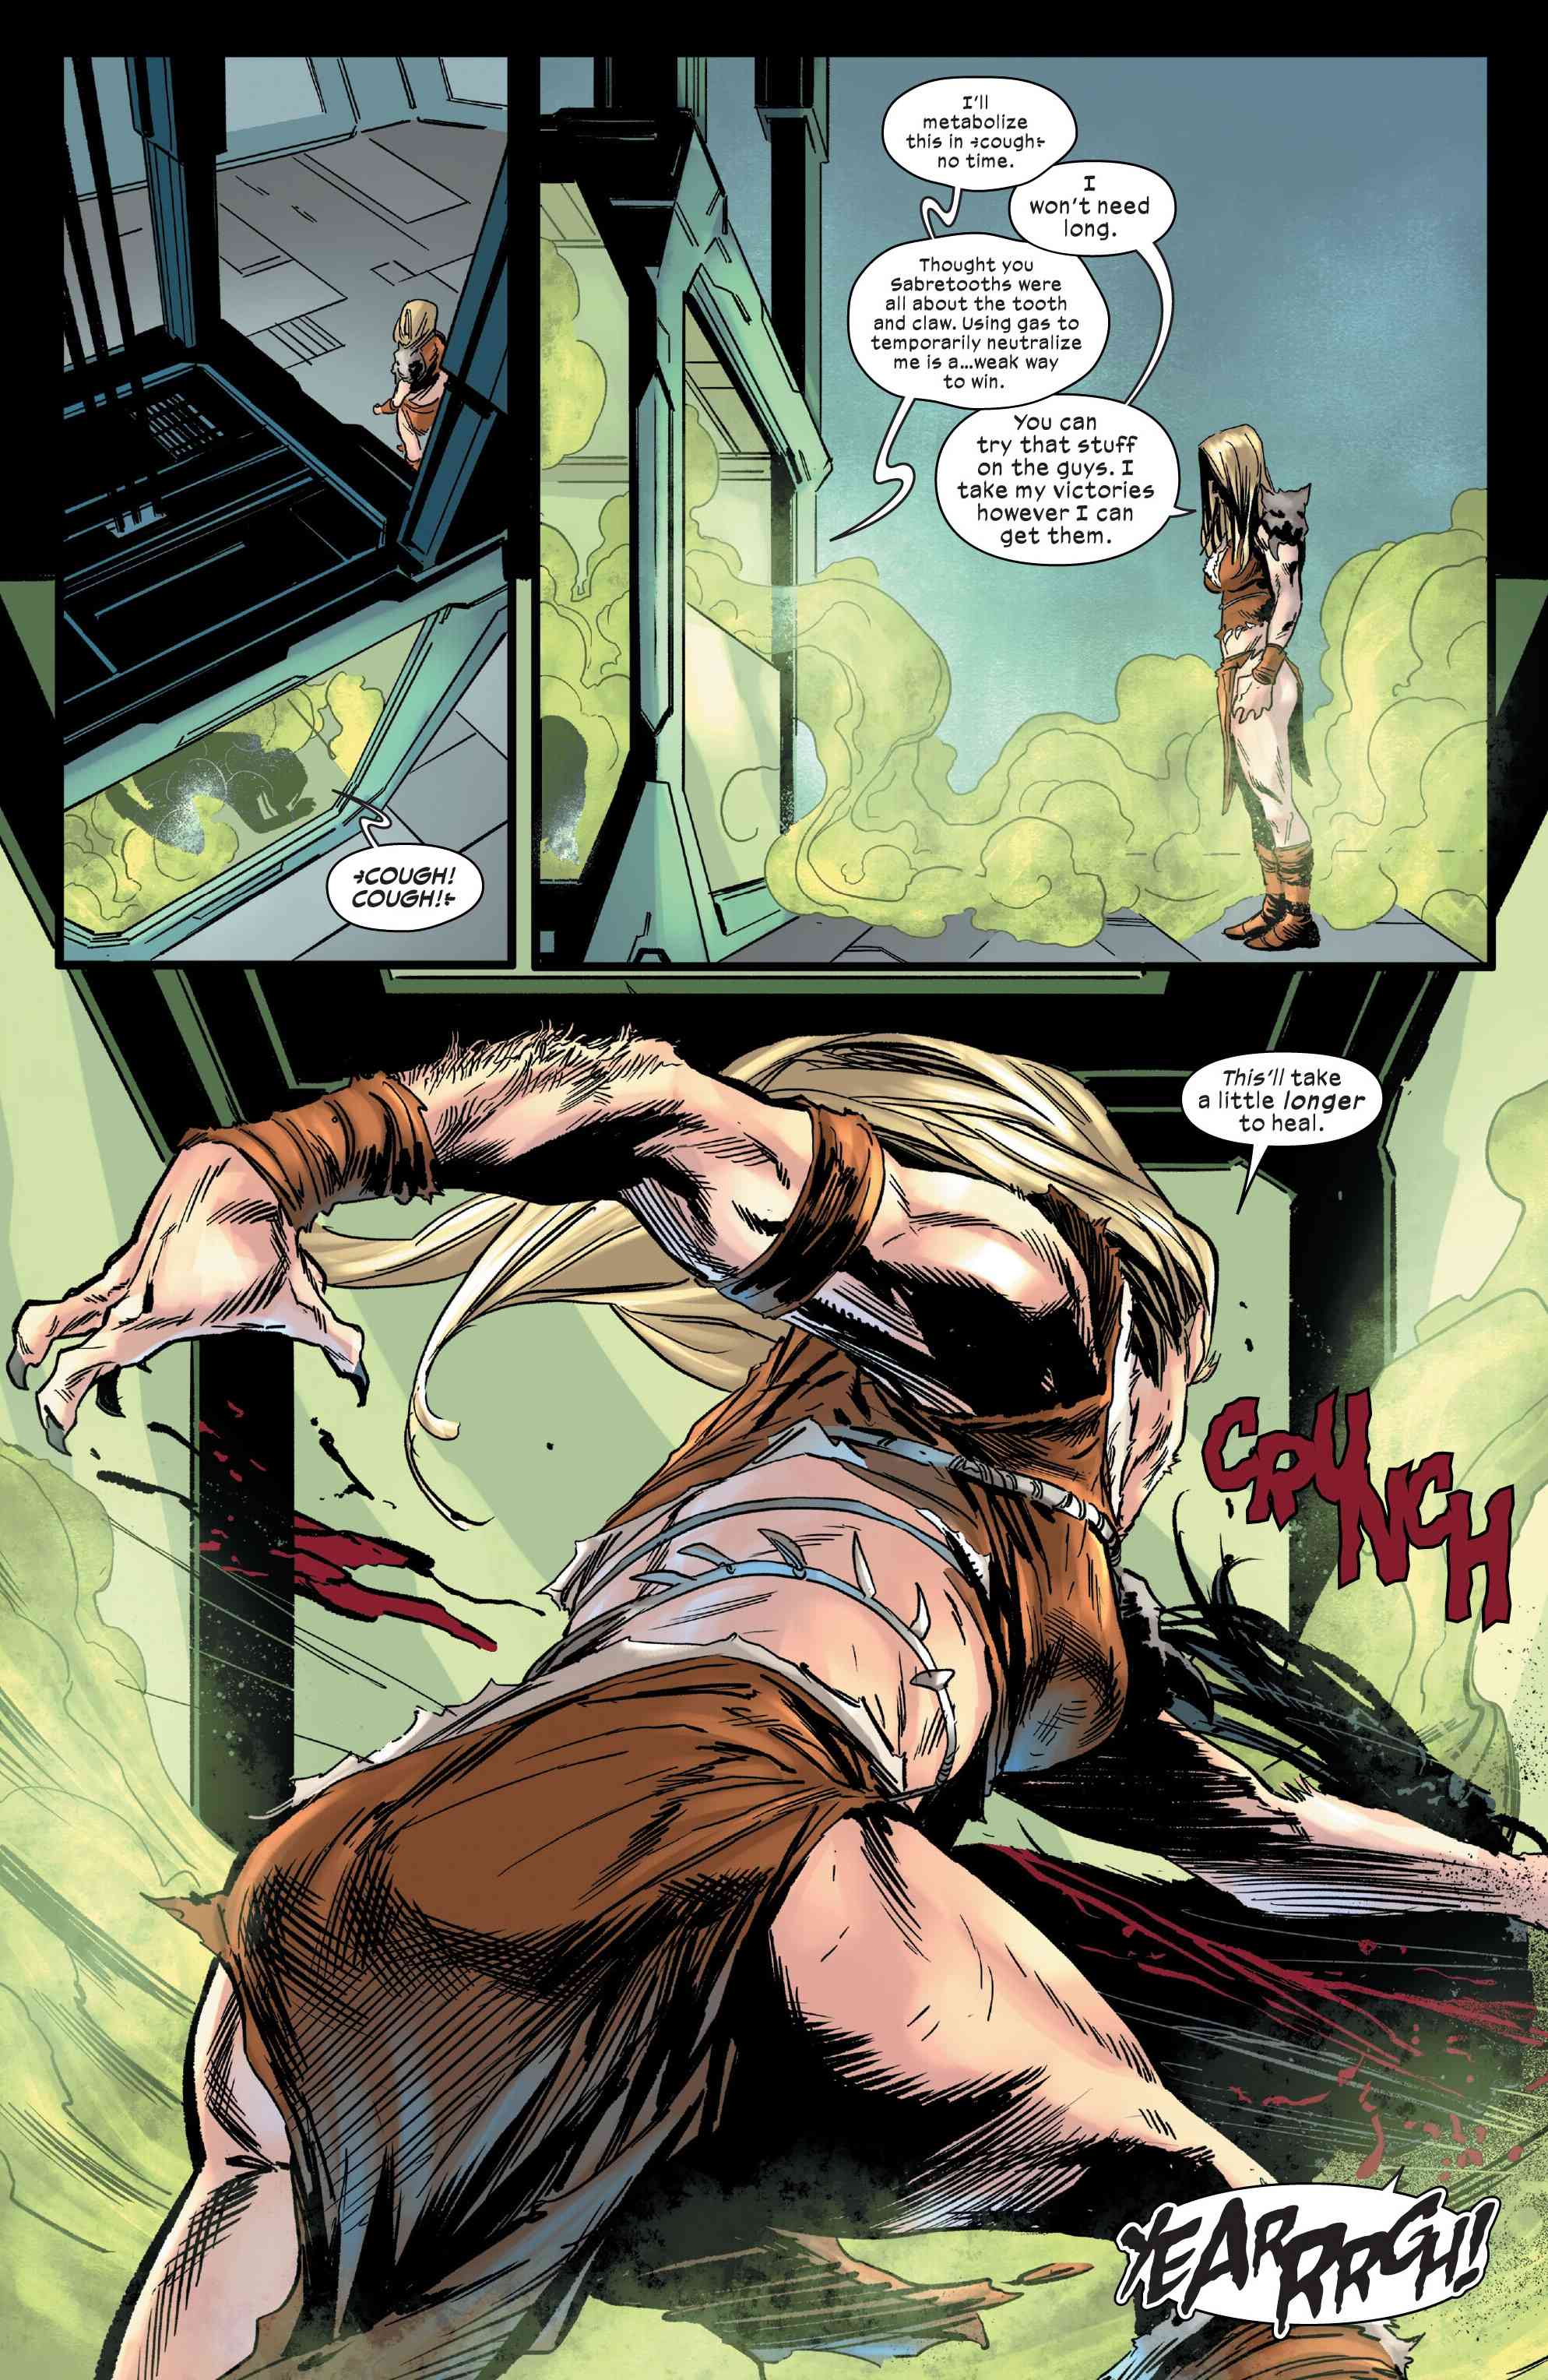 ÷COUGH!
COUGH!÷
I'll
metabolize
this in ÷cough÷
no time.
I
won't need
long.
Thought you
Sabretooths were
all about the tooth
and claw. Using gas to
temporarily neutralize
me is a...weak way
to win.
You can
try that stuff
on the guys. I
take my victories
however I can
get them.
This'll take
a little longer
to heal.
CRUNCH
YEARRRGH!